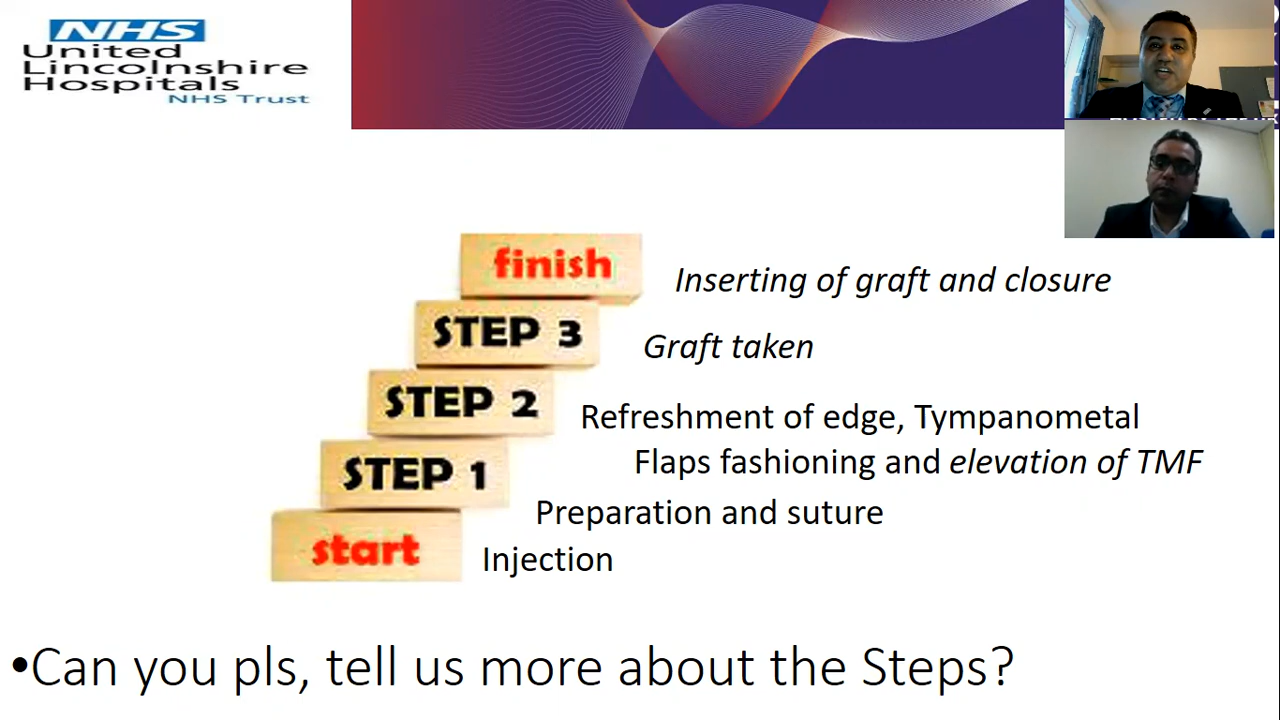 NHS
United
Lincolnshire
Hospitals
NHS Trust
finish
Inserting of graft and closure
STEP 3
Graft taken
STEP 2
Refreshment of edge, Tympanometal
Flaps fashioning and elevation of TMF
STEP 1
Preparation and suture
start
Injection
•Can you pls, tell us more about the Steps?